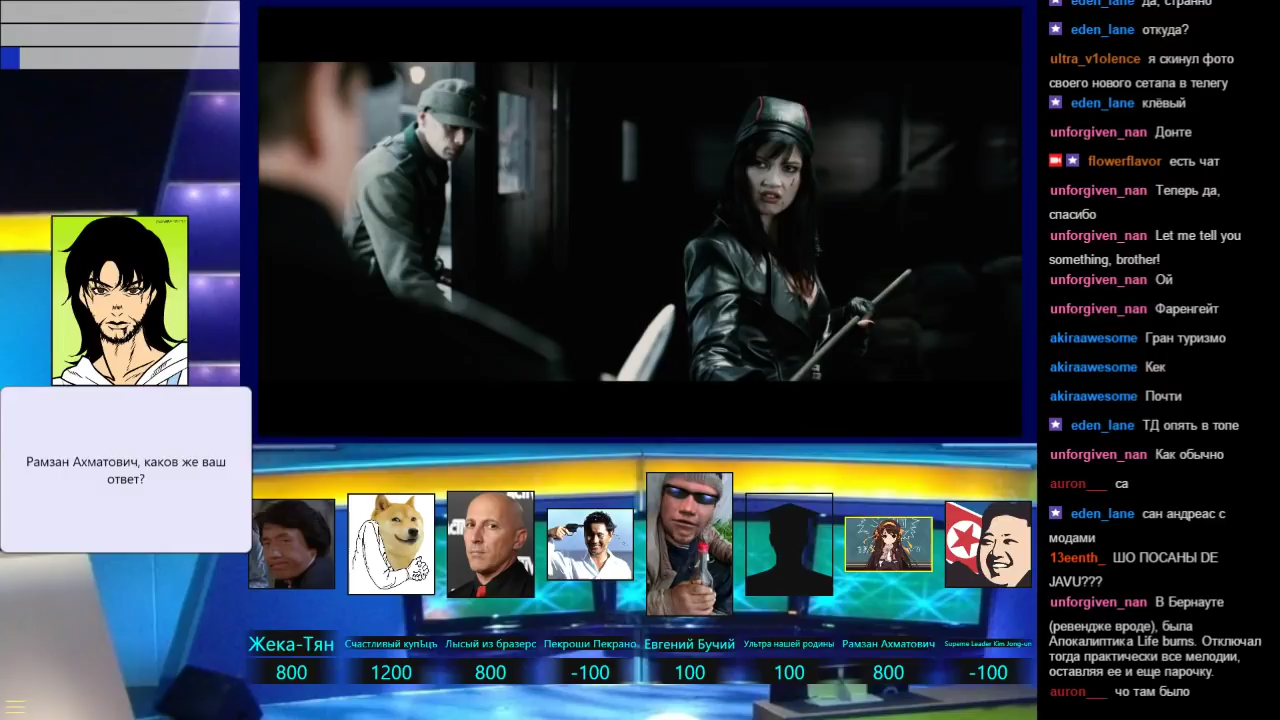 Рамзан Ахматович, каков же ваш
ответ?
Жека-Тян
Счастливый купЪцъ
Лысый из бразерс
Пекроши Пекрано
Евгений Бучий
Ультра нашей родины
Рамзан Ахматович
Supeme Leader Kim Jong-un
800
1200
800
-100
100
100
800
-100
eden_lane да, странно
eden_lane откуда?
ultra_v1olence я скинул фото
своего нового сетапа в телегу
eden_lane клёвый
unforgiven_nan Донте
flowerflavor есть чат
unforgiven_nan Теперь да,
спасибо
unforgiven_nan Let me tell you
something, brother!
unforgiven_nan Ой
unforgiven_nan Фаренгейт
akiraawesome Гран туризмо
akiraawesome Кек
akiraawesome Почти
eden_lane ТД опять в топе
unforgiven_nan Как обычно
auron___ са
eden_lane сан андреас с
модами
13eenth_ ШО ПОСАНЫ DE
JAVU???
unforgiven_nan В Бернауте
(ревендже вроде), была
Апокалиптика Life burns. Отключал
тогда практически все мелодии,
оставляя ее и еще парочку.
auron___ чо там было